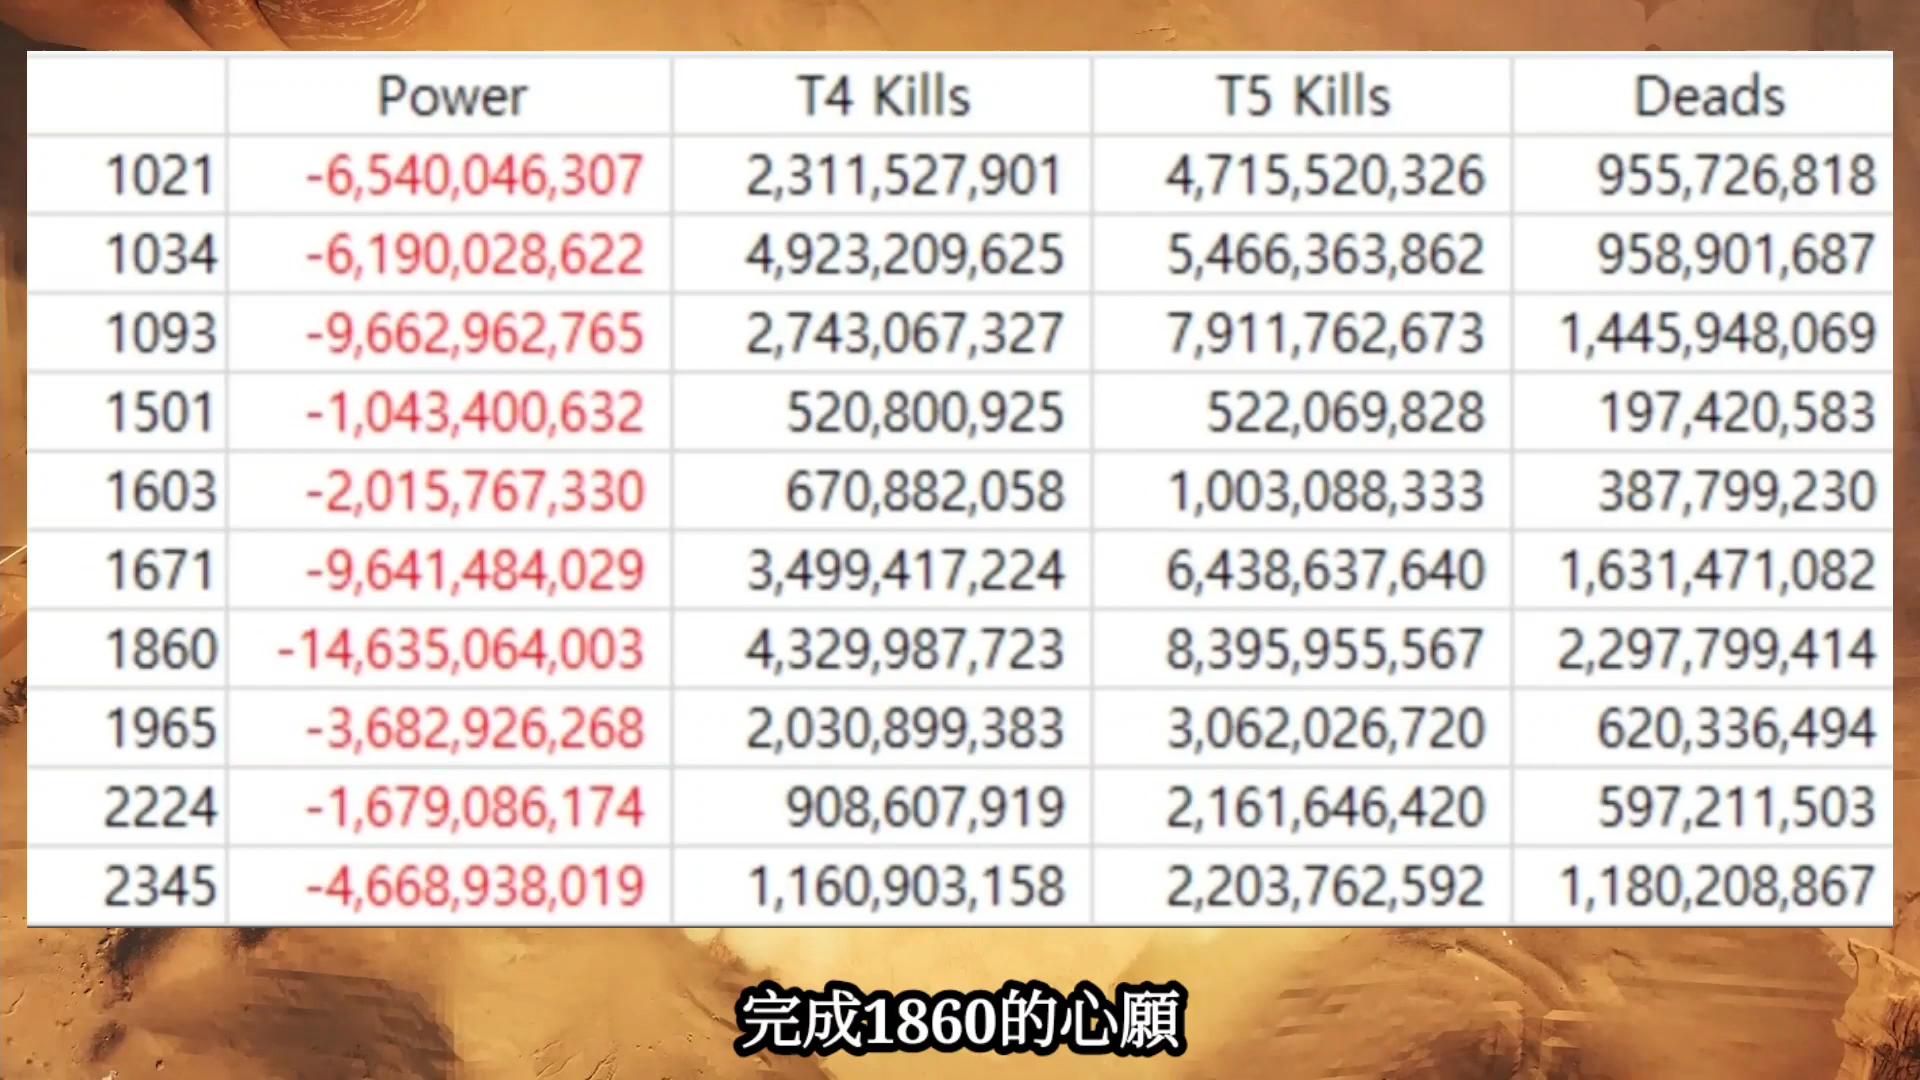 Power T4 Kills T5 Kills Deads
1021 -6,540,046,307 2,311,527,901 4,715,520,326 955,726,818
1034 -6,190,028,622 4,923,209,625 5,466,363,862 958,901,687
1093 -9,662,962,765 2,743,067,327 7,911,762,673 1,445,948,069
1501 -1,043,400,632 520,800,925 522,069,828 197,420,583
1603 -2,015,767,330 670,882,058 1,003,088,333 387,799,230
1671 -9,641,484,029 3,499,417,224 6,438,637,640 1,631,471,082
1860 -14,635,064,003 4,329,987,723 8,395,955,567 2,297,799,414
1965 -3,682,926,268 2,030,899,383 3,062,026,720 620,336,494
2224 -1,679,086,174 908,607,919 2,161,646,420 597,211,503
2345 -4,668,938,019 1,160,903,158 2,203,762,592 1,180,208,867
完成1860的心願